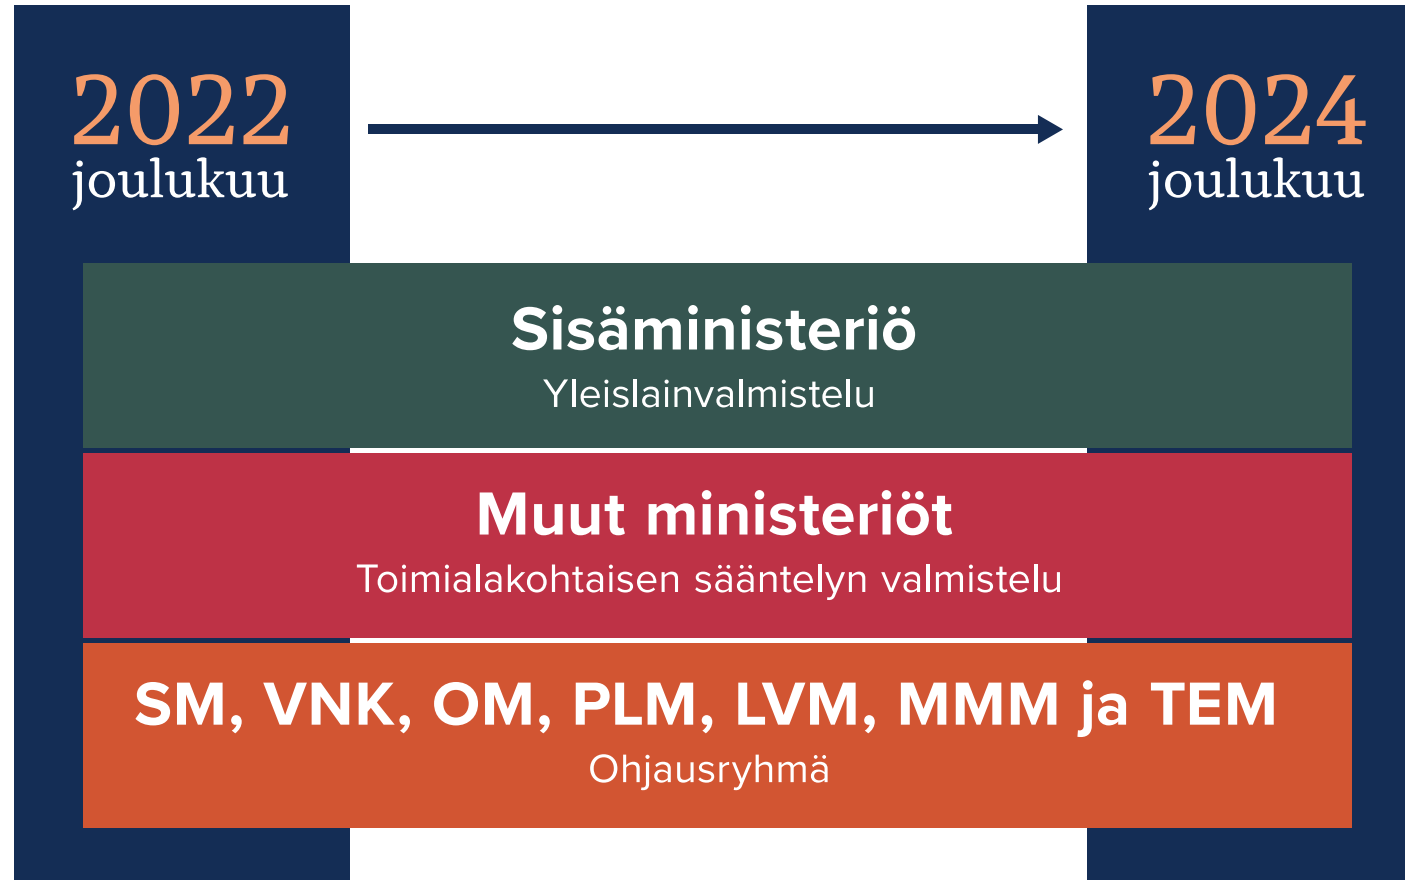 2022
joulukuu
2024
joulukuu
Sisäministeriö
Yleislainvalmistelu
Muut ministeriöt
Toimialakohtaisen sääntelyn valmistelu
SM, VNK, OM, PLM, LVM, MMM ja TEM
Ohjausryhmä